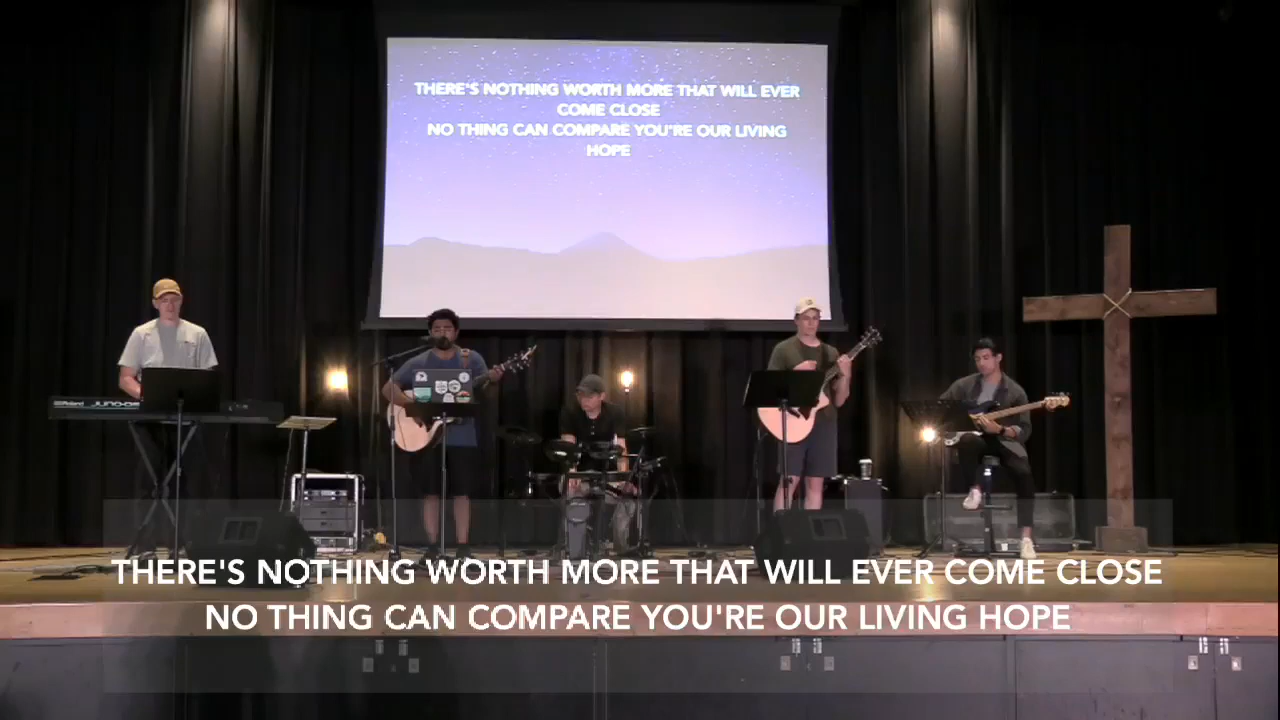 THERE'S NOTHING WORTH MORE THAT WILL EVER
COME CLOSE
NO THING CAN COMPARE YOU'RE OUR LIVING
HOPE
Roland JUNO-DS
THERE'S NOTHING WORTH MORE THAT WILL EVER COME CLOSE
NO THING CAN COMPARE YOU'RE OUR LIVING HOPE